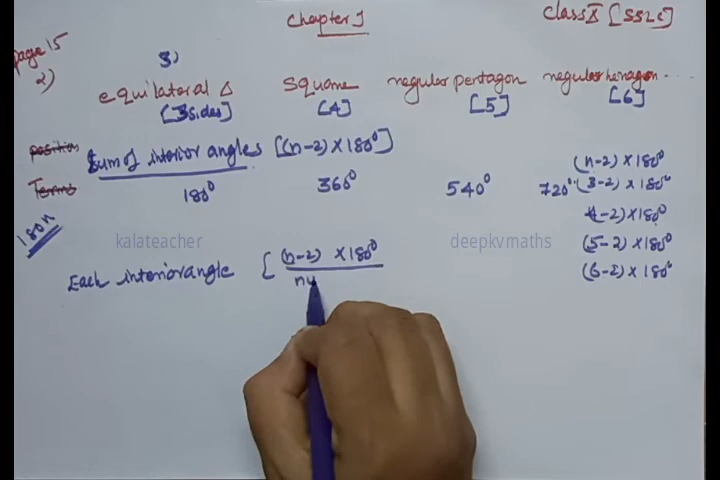 Chapter 1
Class X [SSLC]
page 15
2)
3)
equilateral Δ square regular pentagon regular hexagon ....
[3 sides] [4] [5] [6]
position Sum of interior angles [(n-2) × 180°]
Terms 180° 360° 540° 720°
(n-2) × 180°
(3-2) × 180°
4-2) × 180°
(5-2) × 180°
(6-2) × 180°
180n
kalateacher deepkvmaths
Each interior angle [ (n-2) × 180°
nu